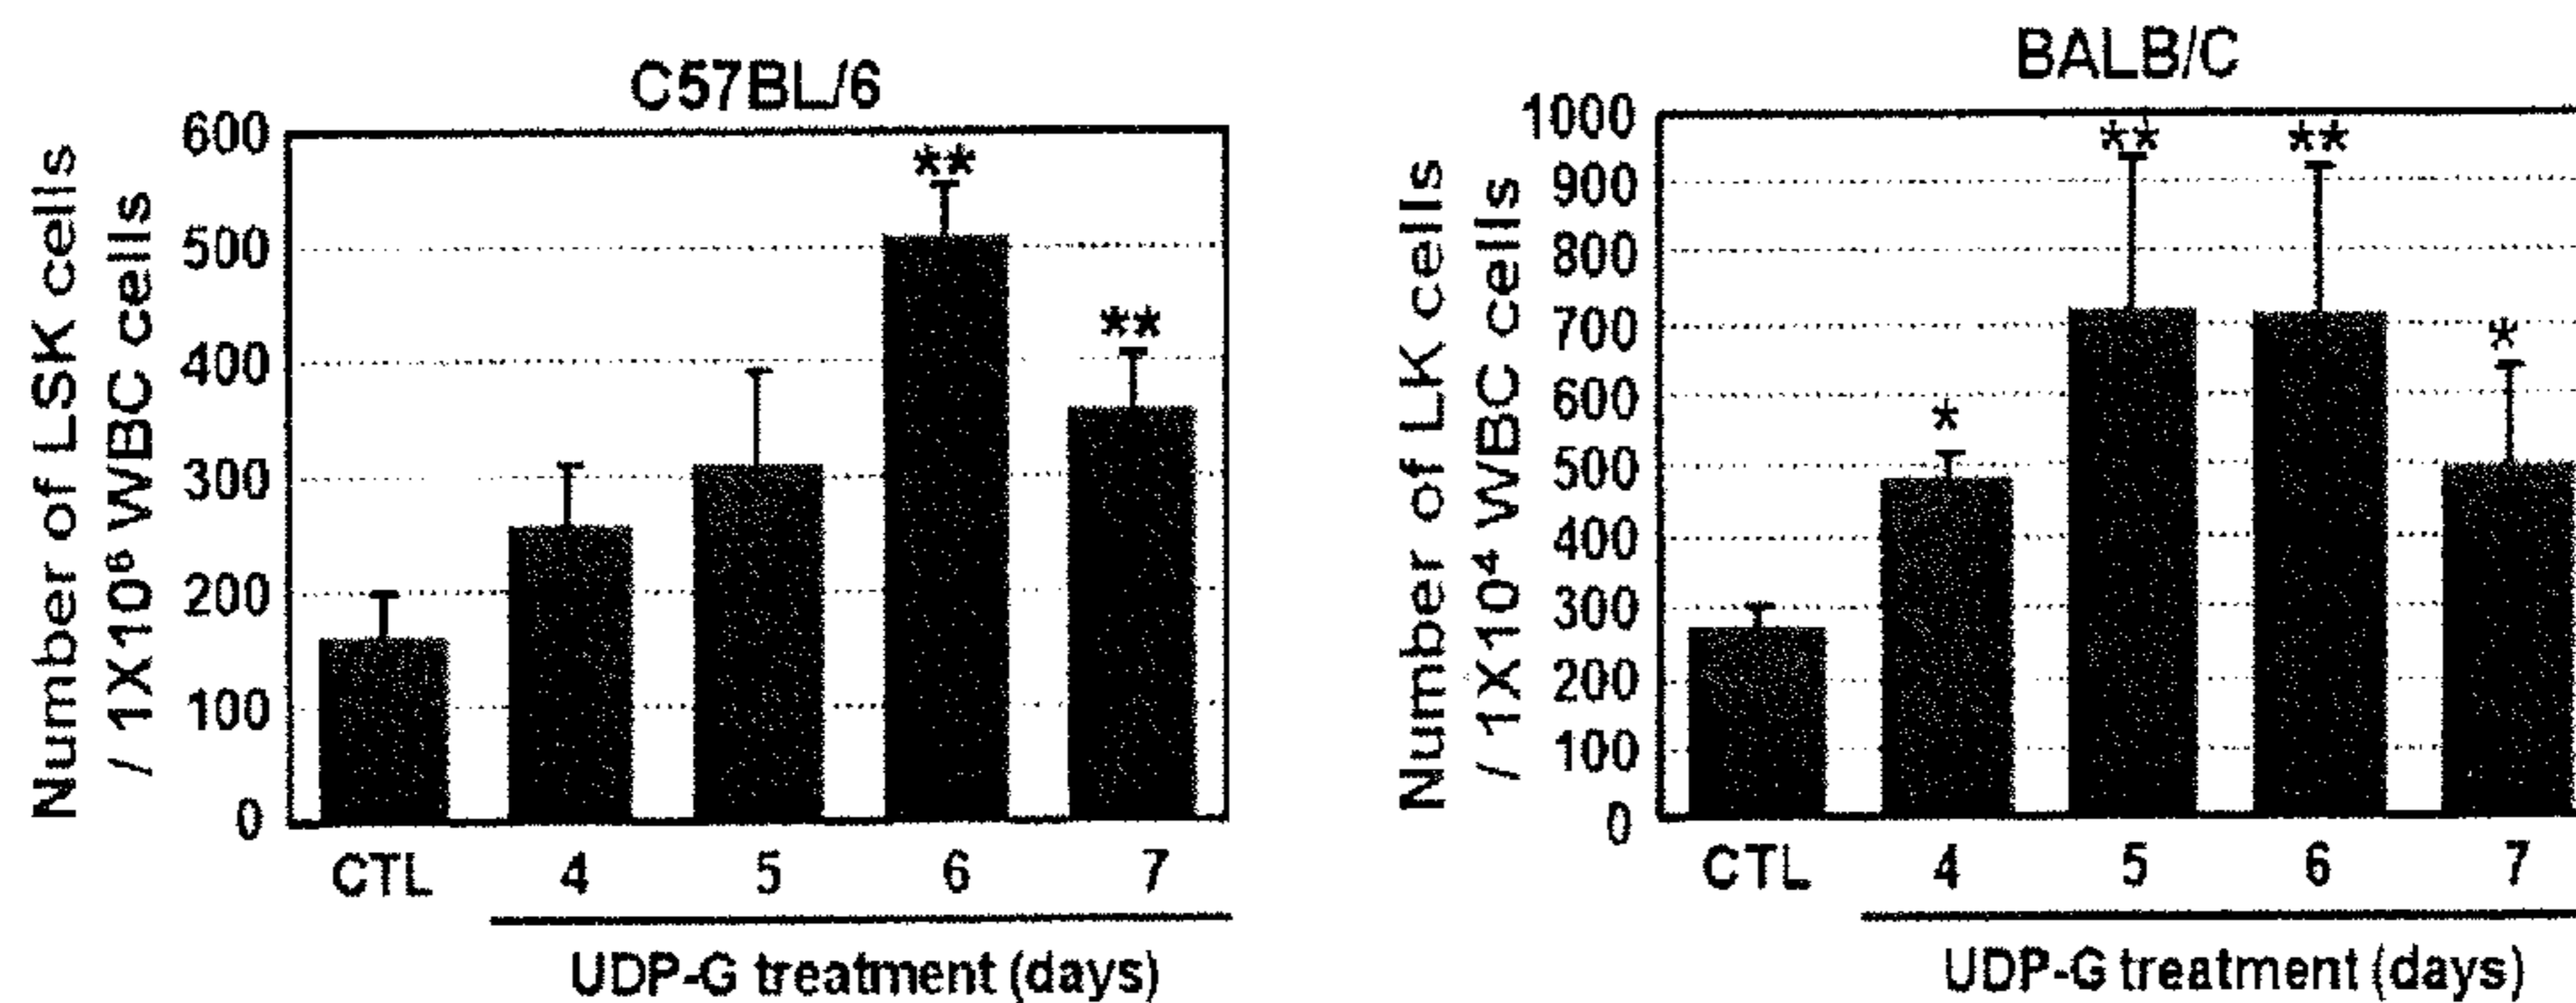 C57BL/6
Number of LSK cells
/ 1X10⁶ WBC cells
600
500
400
300
200
100
0
**
**
CTL 4 5 6 7
UDP-G treatment (days)
BALB/C
Number of LK cells
/ 1X10⁴ WBC cells
1000
900
800
700
600
500
400
300
200
100
0
*
**
**
*
CTL 4 5 6 7
UDP-G treatment (days)